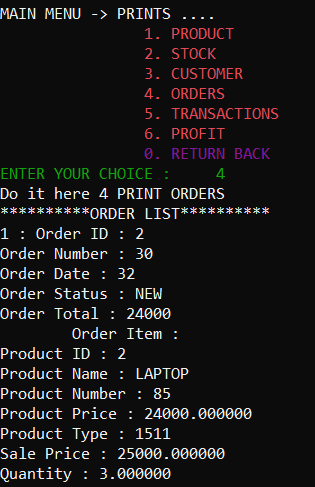 MAIN MENU -> PRINTS ....
1. PRODUCT
2. STOCK
3. CUSTOMER
4. ORDERS
5. TRANSACTIONS
6. PROFIT
0. RETURN BACK
ENTER YOUR CHOICE :     4
Do it here 4 PRINT ORDERS
**********ORDER LIST**********
1 : Order ID : 2
Order Number : 30
Order Date : 32
Order Status : NEW
Order Total : 24000
Order Item :
Product ID : 2
Product Name : LAPTOP
Product Number : 85
Product Price : 24000.000000
Product Type : 1511
Sale Price : 25000.000000
Quantity : 3.000000